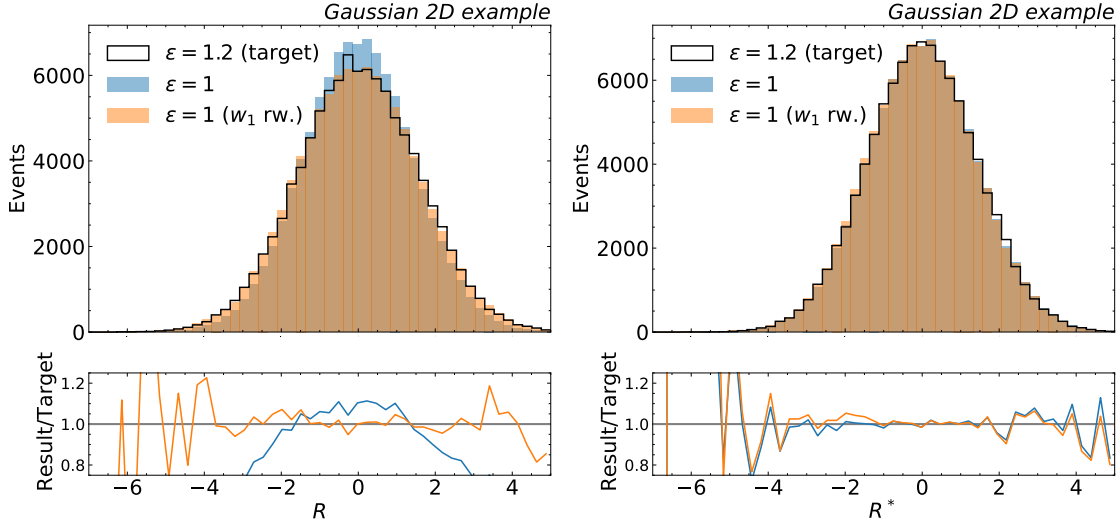 Gaussian 2D example
ε = 1.2 (target)
ε = 1
ε = 1 (w₁ rw.)
Events
6000
4000
2000
0
Result/Target
1.2
1.0
0.8
−6 −4 −2 0 2 4
R
Gaussian 2D example
ε = 1.2 (target)
ε = 1
ε = 1 (w₁ rw.)
Events
6000
4000
2000
0
Result/Target
1.2
1.0
0.8
−6 −4 −2 0 2 4
R*